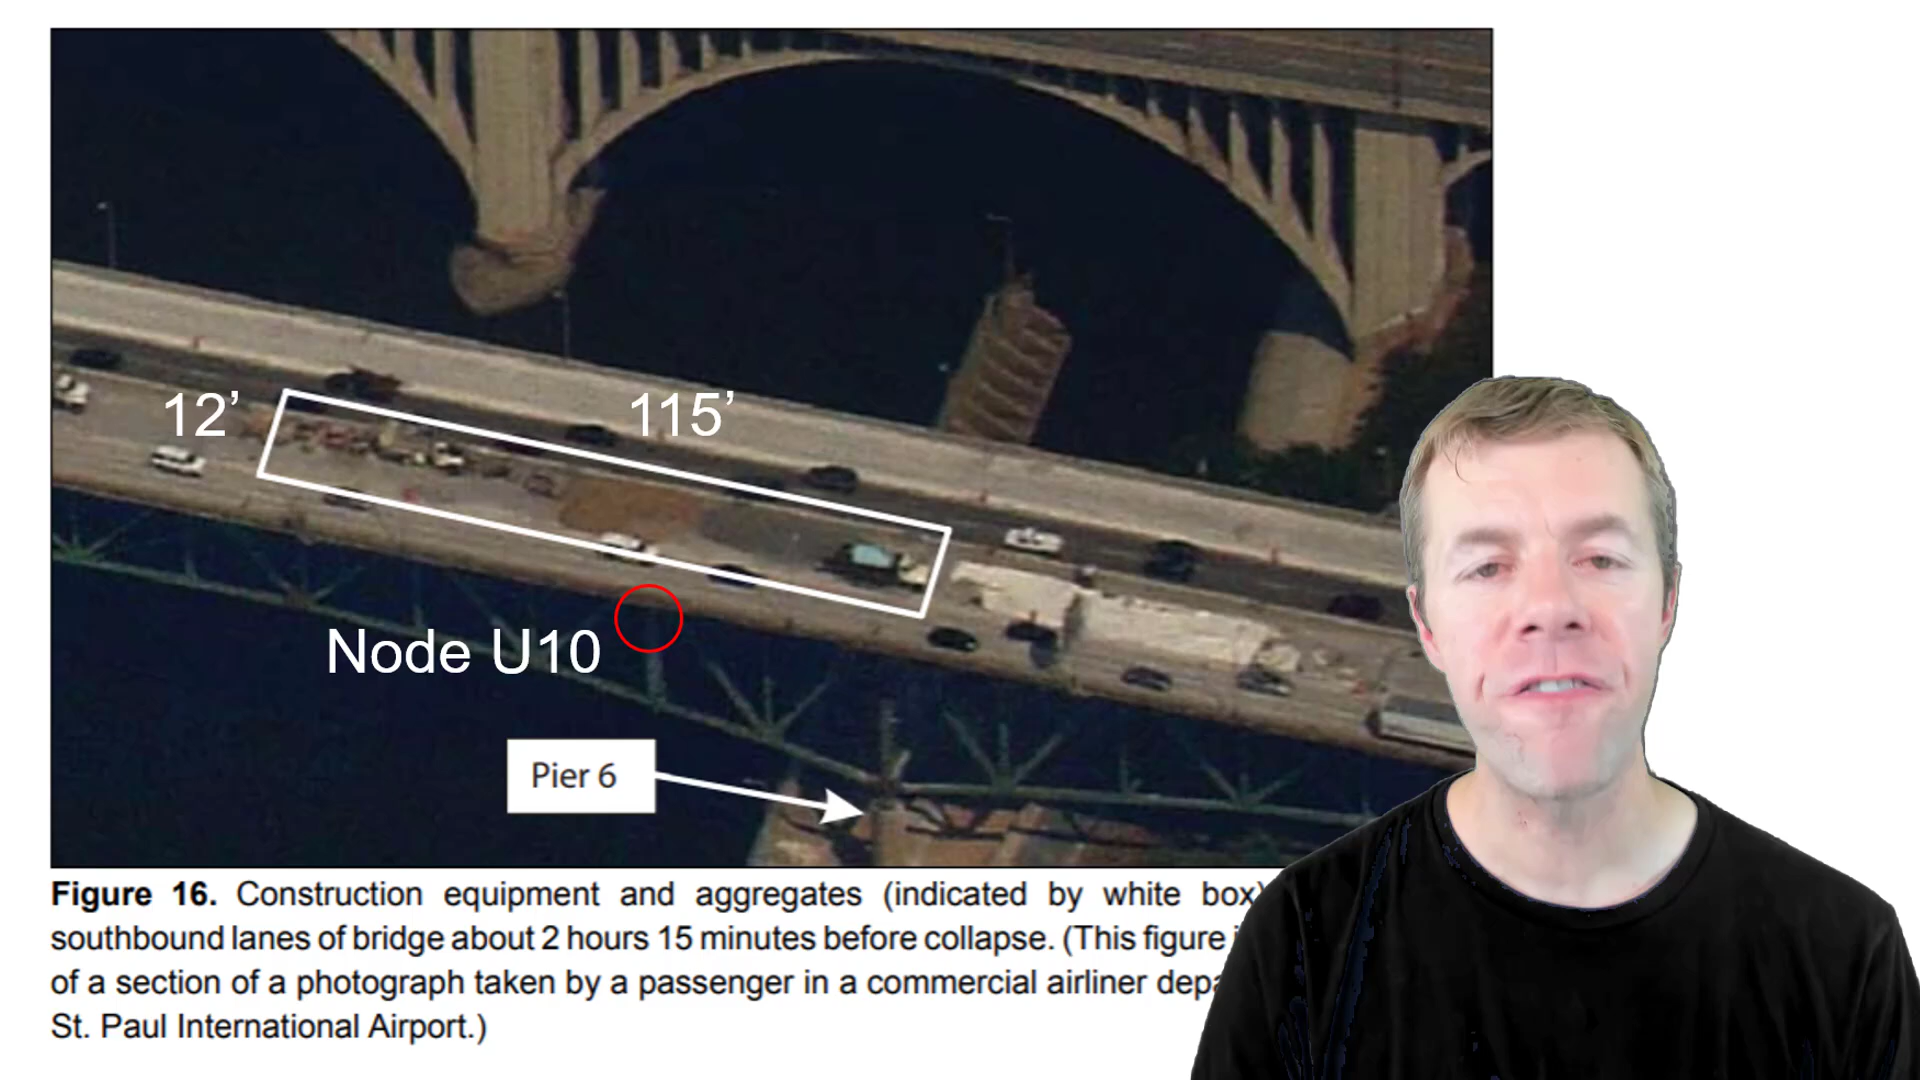 12’
115’
Node U10
Pier 6
Figure 16. Construction equipment and aggregates (indicated by white box)
southbound lanes of bridge about 2 hours 15 minutes before collapse. (This figure
of a section of a photograph taken by a passenger in a commercial airliner
St. Paul International Airport.)